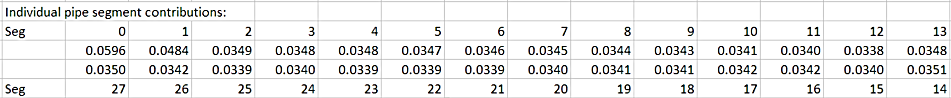 Individual pipe segment contributions:
Seg 0 1 2 3 4 5 6 7 8 9 10 11 12 13
0.0596 0.0484 0.0349 0.0348 0.0348 0.0347 0.0346 0.0345 0.0344 0.0343 0.0341 0.0340 0.0338 0.0348
0.0350 0.0342 0.0339 0.0340 0.0339 0.0339 0.0339 0.0340 0.0341 0.0341 0.0342 0.0342 0.0340 0.0351
Seg 27 26 25 24 23 22 21 20 19 18 17 16 15 14